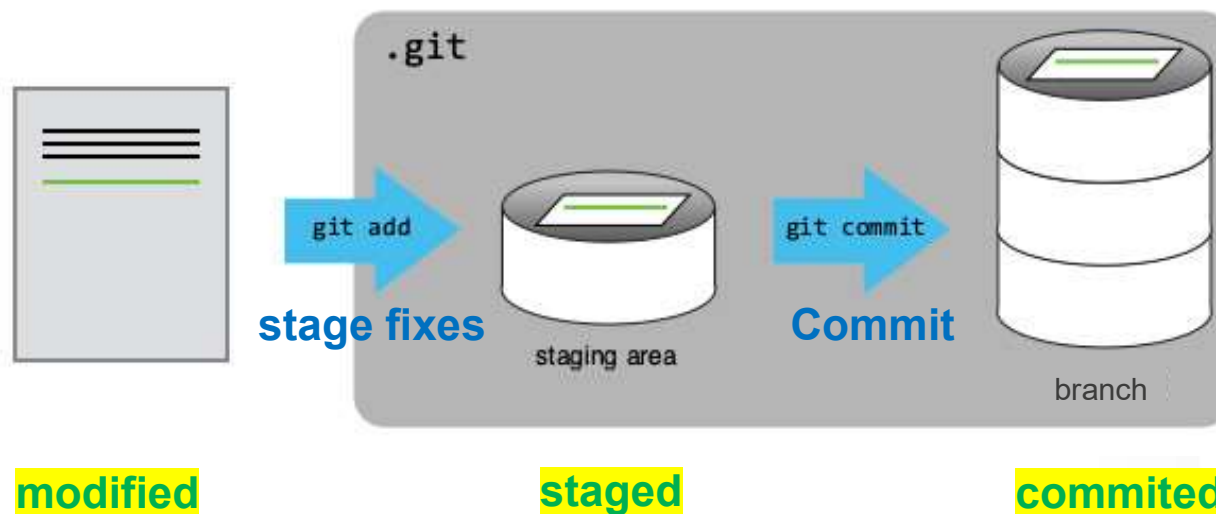 .git
git add
git commit
stage fixes
Commit
staging area
branch
modified
staged
commited